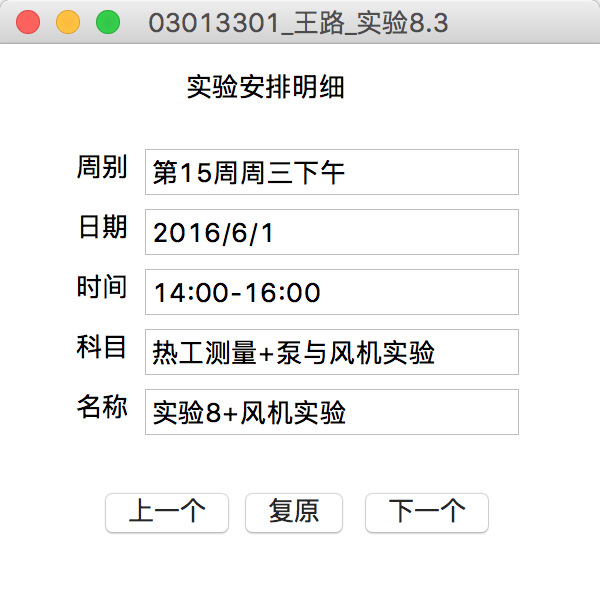 03013301_王路_实验8.3
实验安排明细
周别 第15周周三下午
日期 2016/6/1
时间 14:00-16:00
科目 热工测量+泵与风机实验
名称 实验8+风机实验
上一个 复原 下一个